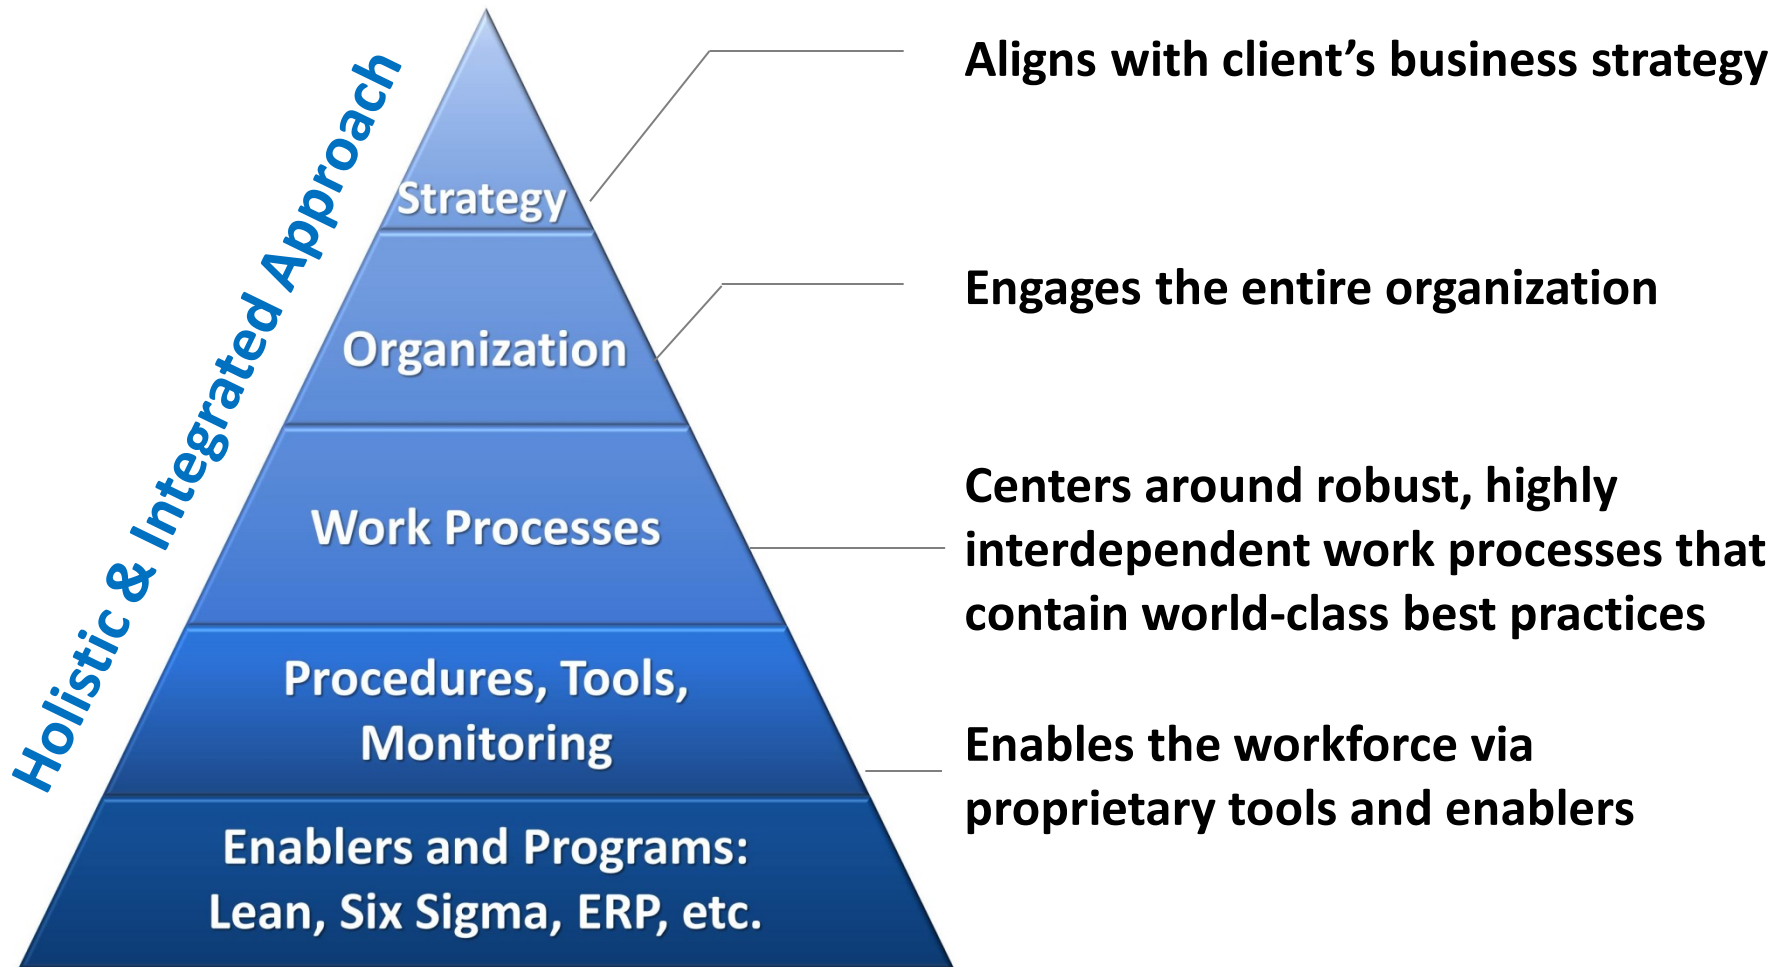 Holistic & Integrated Approach
Strategy
Aligns with client’s business strategy
Organization
Engages the entire organization
Work Processes
Centers around robust, highly
interdependent work processes that
contain world-class best practices
Procedures, Tools,
Monitoring
Enables the workforce via
proprietary tools and enablers
Enablers and Programs:
Lean, Six Sigma, ERP, etc.